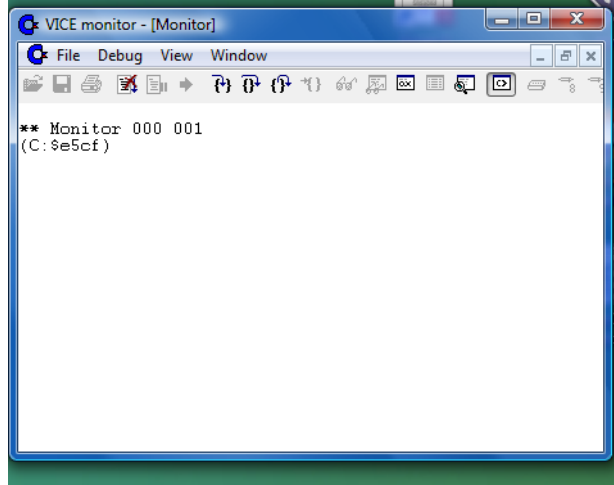 VICE monitor - [Monitor]
File Debug View Window
** Monitor 000 001
(C:$e5cf)